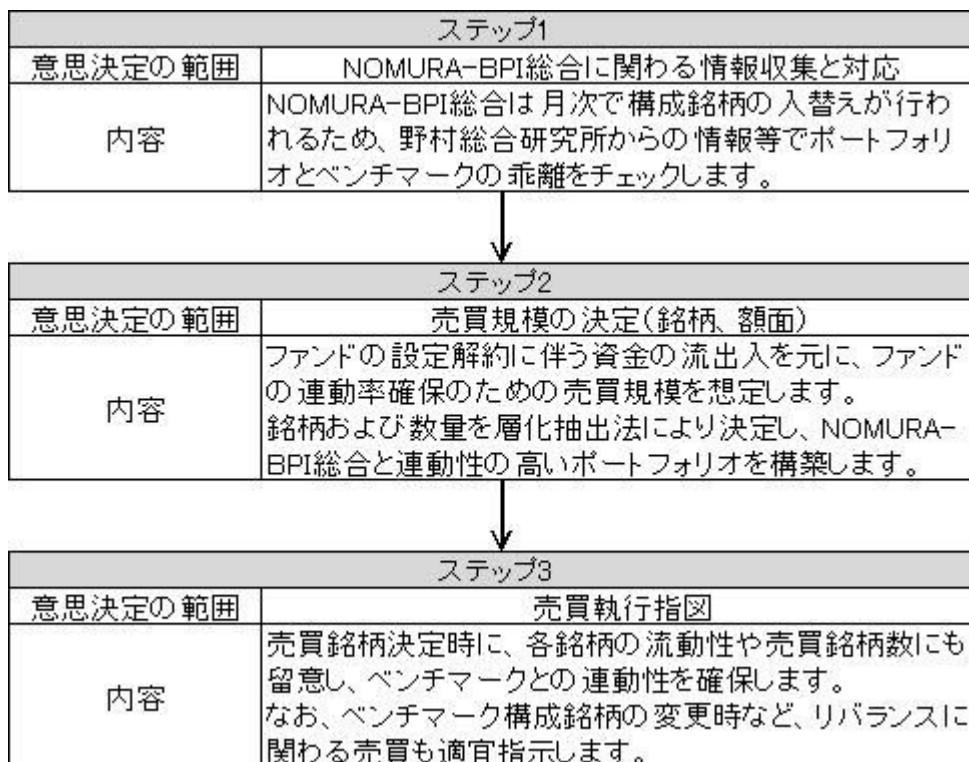 ステップ1
意思決定の範囲 NOMURA-BPI総合に関わる情報収集と対応
内容
NOMURA-BPI総合は月次で構成銘柄の入替えが行わ
れるため、野村総合研究所からの情報等でポートフォリ
オとベンチマークの乖離をチェックします。
ステップ2
意思決定の範囲 売買規模の決定(銘柄、額面)
内容
ファンドの設定解約に伴う資金の流出入を元に、ファンド
の連動率確保のための売買規模を想定します。
銘柄および数量を層化抽出法により決定し、NOMURA-
BPI総合と連動性の高いポートフォリオを構築します。
ステップ3
意思決定の範囲 売買執行指図
内容
売買銘柄決定時に、各銘柄の流動性や売買銘柄数にも
留意し、ベンチマークとの連動性を確保します。
なお、ベンチマーク構成銘柄の変更時など、リバランスに
関わる売買も適宜指示します。